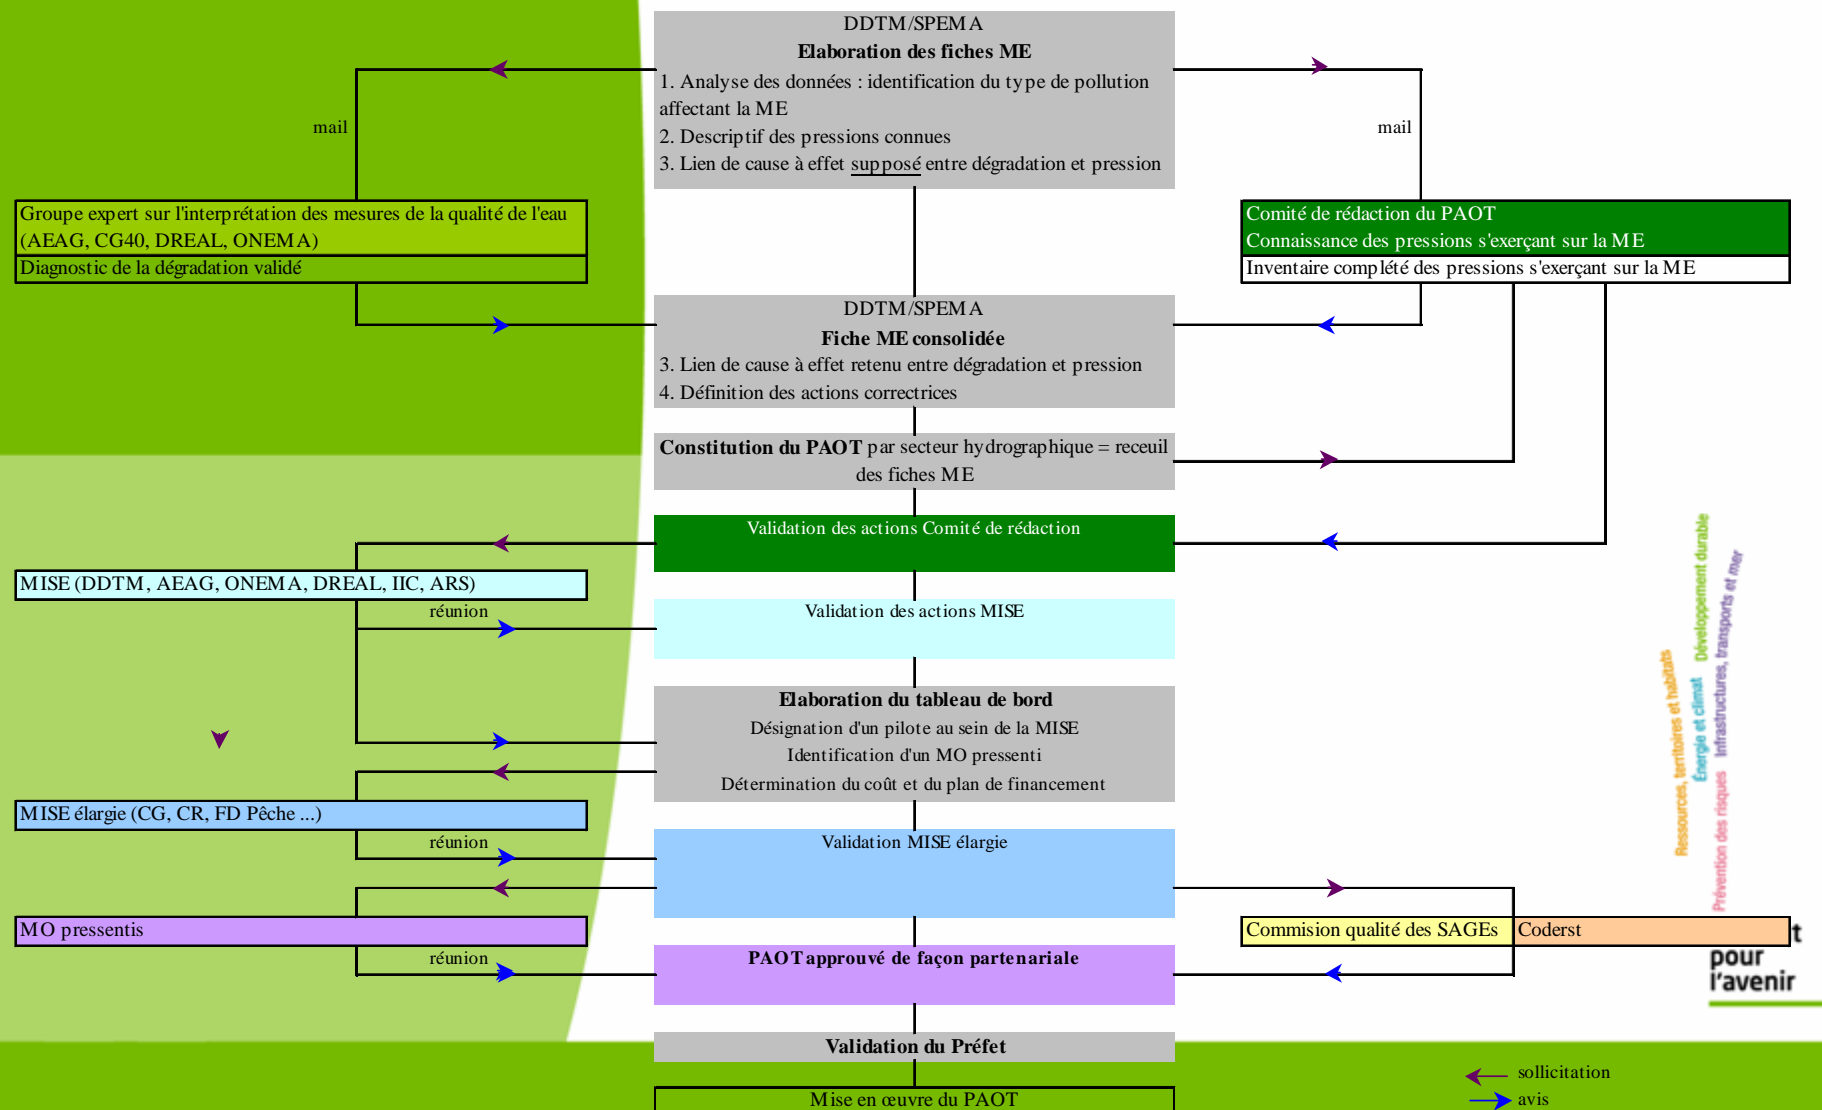 DDTM/SPEMA
Elaboration des fiches ME
1. Analyse des données : identification du type de pollution
affectant la ME
2. Descriptif des pressions connues
3. Lien de cause à effet supposé entre dégradation et pression
mail
mail
Groupe expert sur l'interprétation des mesures de la qualité de l'eau
(AEAG, CG40, DREAL, ONEMA)
Diagnostic de la dégradation validé
Comité de rédaction du PAOT
Connaissance des pressions s'exerçant sur la ME
Inventaire complété des pressions s'exerçant sur la ME
DDTM/SPEMA
Fiche ME consolidée
3. Lien de cause à effet retenu entre dégradation et pression
4. Définition des actions correctrices
Constitution du PAOT par secteur hydrographique = receuil
des fiches ME
Validation des actions Comité de rédaction
MISE (DDTM, AEAG, ONEMA, DREAL, IIC, ARS)
réunion
Validation des actions MISE
Elaboration du tableau de bord
Désignation d'un pilote au sein de la MISE
Identification d'un MO pressenti
Détermination du coût et du plan de financement
MISE élargie (CG, CR, FD Pêche ...)
réunion
Validation MISE élargie
MO pressentis
réunion
Commision qualité des SAGEs
Coderst
PAOT approuvé de façon partenariale
Validation du Préfet
Mise en œuvre du PAOT
Ressources, territoires et habitats
Énergie et climat
Développement durable
Prévention des risques
Infrastructures, transports et mer
pour
l'avenir
sollicitation
avis